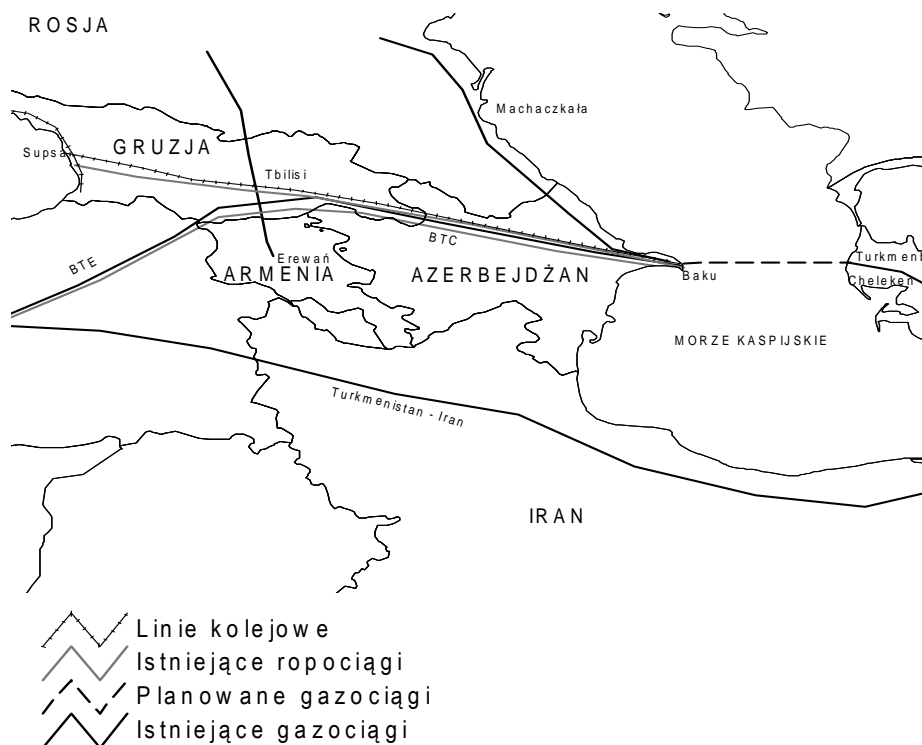 ROSJA
Machaczkała
GRUZJA
Supsa
Tbilisi
BTC
BTE
Erewań
ARMENIA
AZERBEJDŻAN
Baku
Cheleken
MORZE KASPIJSKIE
Turkmenistan - Iran
IRAN
Linie kolejowe
Istniejące ropociągi
Planowane gazociągi
Istniejące gazociągi